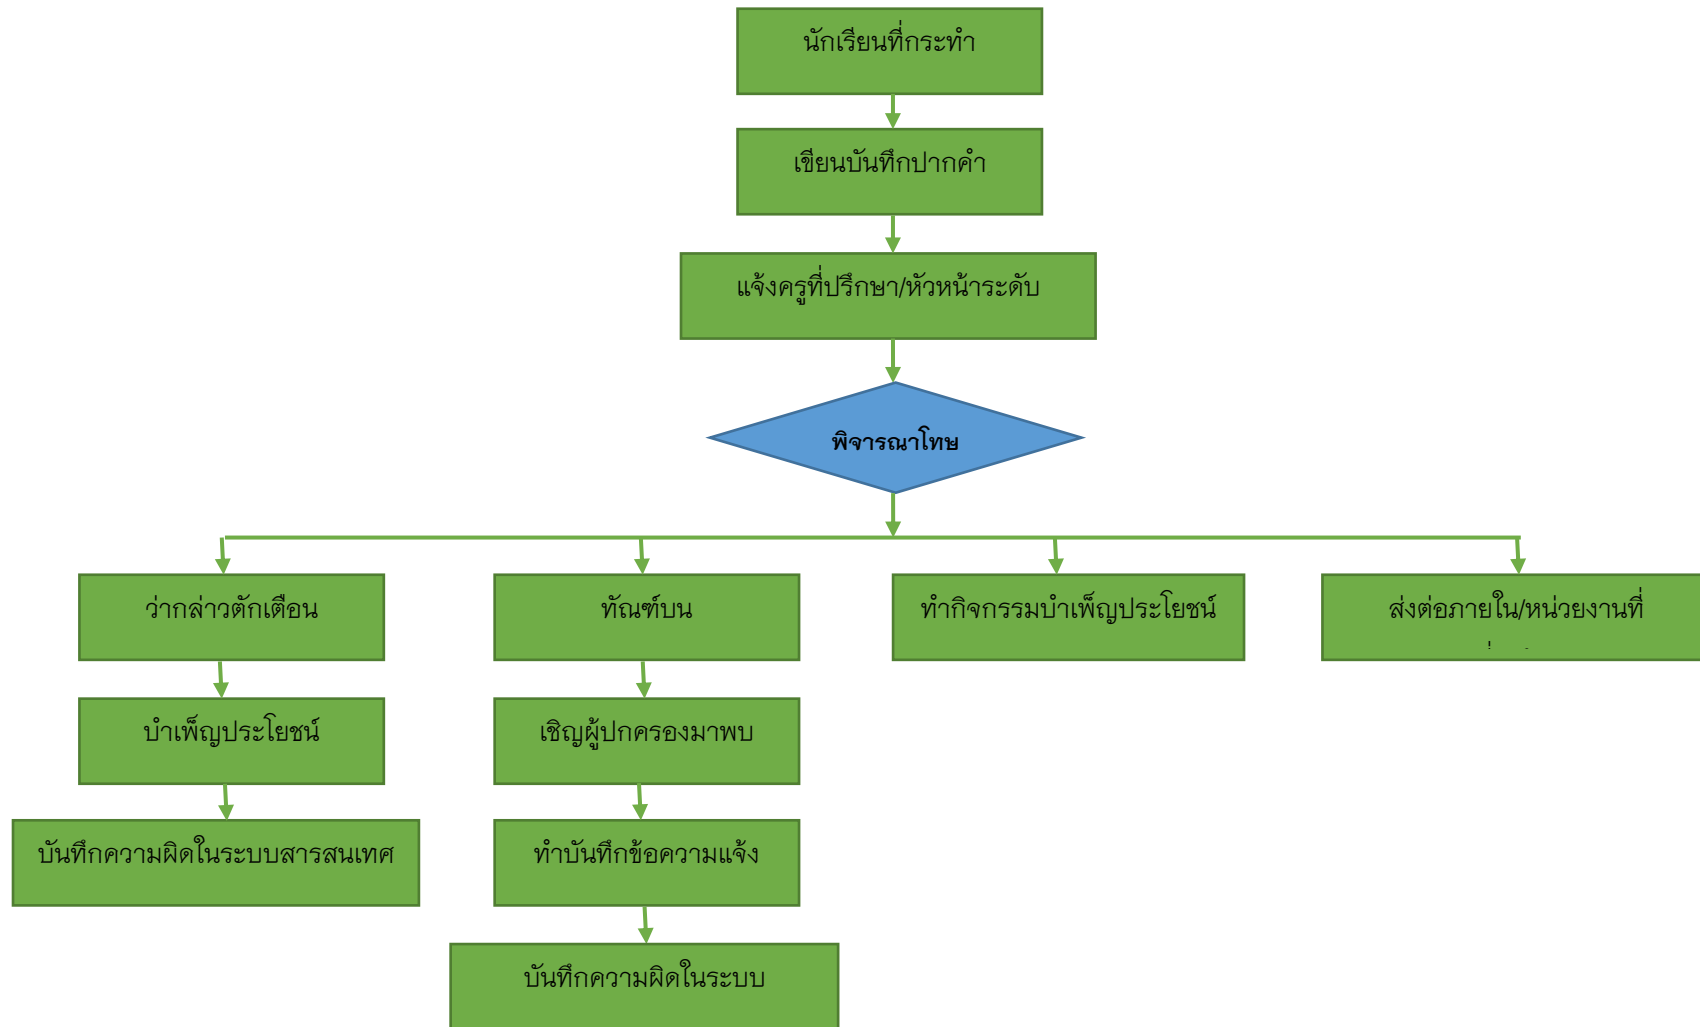 นักเรียนที่กระทำ
เขียนบันทึกปากคำ
แจ้งครูที่ปรึกษา/หัวหน้าระดับ
พิจารณาโทษ
ว่ากล่าวตักเตือน
ทัณฑ์บน
ทำกิจกรรมบำเพ็ญประโยชน์
ส่งต่อภายใน/หน่วยงานที่
บำเพ็ญประโยชน์
เชิญผู้ปกครองมาพบ
บันทึกความผิดในระบบสารสนเทศ
ทำบันทึกข้อความแจ้ง
บันทึกความผิดในระบบ